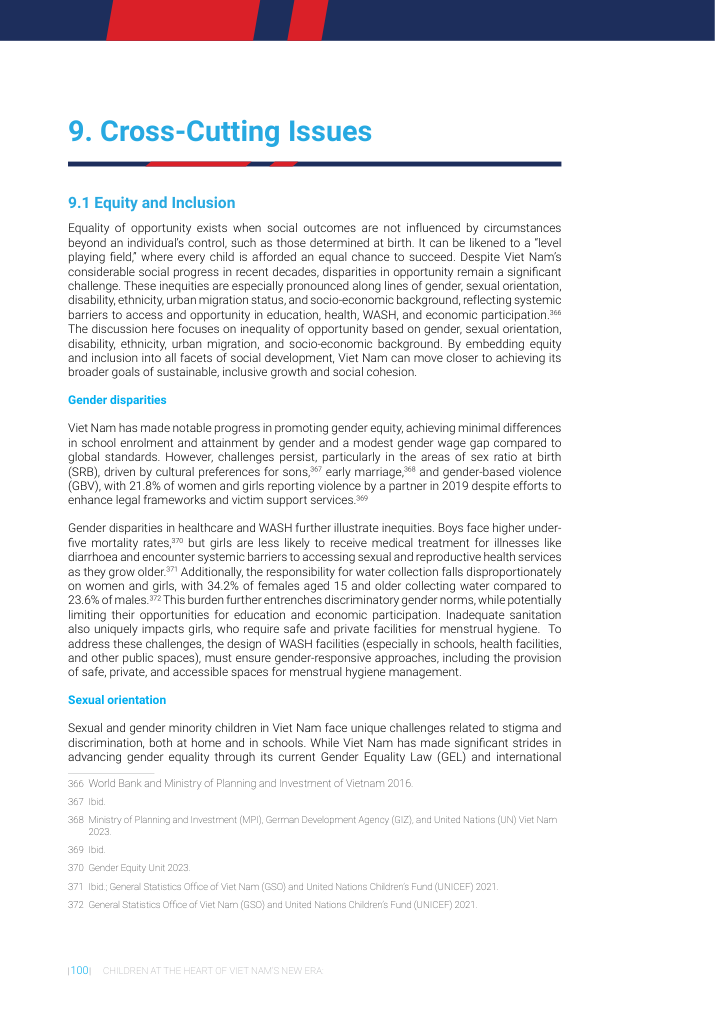 9. Cross-Cutting Issues
9.1 Equity and Inclusion
Equality of opportunity exists when social outcomes are not influenced by circumstances
beyond an individual's control, such as those determined at birth. It can be likened to a “level
playing field,” where every child is afforded an equal chance to succeed. Despite Viet Nam's
considerable social progress in recent decades, disparities in opportunity remain a significant
challenge. These inequities are especially pronounced along lines of gender, sexual orientation,
disability, ethnicity, urban migration status, and socio-economic background, reflecting systemic
barriers to access and opportunity in education, health, WASH, and economic participation.366
The discussion here focuses on inequality of opportunity based on gender, sexual orientation,
disability, ethnicity, urban migration, and socio-economic background. By embedding equity
and inclusion into all facets of social development, Viet Nam can move closer to achieving its
broader goals of sustainable, inclusive growth and social cohesion.
Gender disparities
Viet Nam has made notable progress in promoting gender equity, achieving minimal differences
in school enrolment and attainment by gender and a modest gender wage gap compared to
global standards. However, challenges persist, particularly in the areas of sex ratio at birth
(SRB), driven by cultural preferences for sons,367 early marriage,368 and gender-based violence
(GBV), with 21.8% of women and girls reporting violence by a partner in 2019 despite efforts to
enhance legal frameworks and victim support services.369
Gender disparities in healthcare and WASH further illustrate inequities. Boys face higher under-
five mortality rates,370 but girls are less likely to receive medical treatment for illnesses like
diarrhoea and encounter systemic barriers to accessing sexual and reproductive health services
as they grow older.371 Additionally, the responsibility for water collection falls disproportionately
on women and girls, with 34.2% of females aged 15 and older collecting water compared to
23.6% of males.372 This burden further entrenches discriminatory gender norms, while potentially
limiting their opportunities for education and economic participation. Inadequate sanitation
also uniquely impacts girls, who require safe and private facilities for menstrual hygiene. To
address these challenges, the design of WASH facilities (especially in schools, health facilities,
and other public spaces), must ensure gender-responsive approaches, including the provision
of safe, private, and accessible spaces for menstrual hygiene management.
Sexual orientation
Sexual and gender minority children in Viet Nam face unique challenges related to stigma and
discrimination, both at home and in schools. While Viet Nam has made significant strides in
advancing gender equality through its current Gender Equality Law (GEL) and international
366 World Bank and Ministry of Planning and Investment of Vietnam 2016.
367 Ibid.
368 Ministry of Planning and Investment (MPI), German Development Agency (GIZ), and United Nations (UN) Viet Nam
2023.
369 Ibid.
370 Gender Equity Unit 2023.
371 Ibid.; General Statistics Office of Viet Nam (GSO) and United Nations Children's Fund (UNICEF) 2021.
372 General Statistics Office of Viet Nam (GSO) and United Nations Children's Fund (UNICEF) 2021.
|100| CHILDREN AT THE HEART OF VIET NAM'S NEW ERA